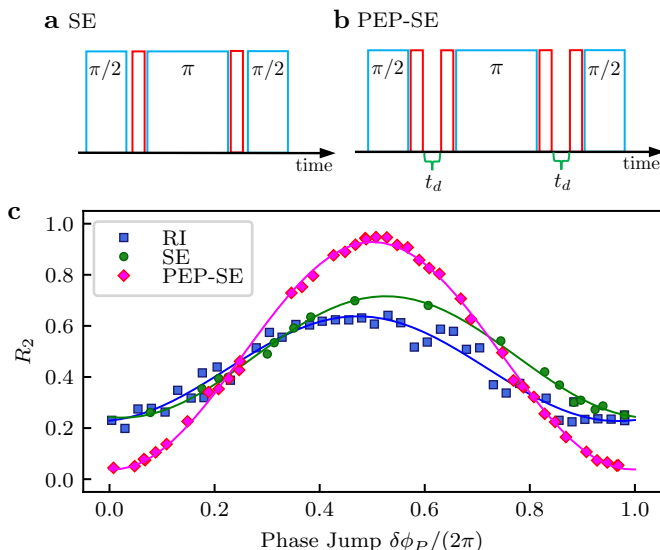 a SE
b PEP-SE
π/2 π π/2
π/2 π π/2
time
time
t_d t_d
c
1.0
0.8
0.6
0.4
0.2
0.0
R_2
RI
SE
PEP-SE
0.0 0.2 0.4 0.6 0.8 1.0
Phase Jump δϕ_P/(2π)